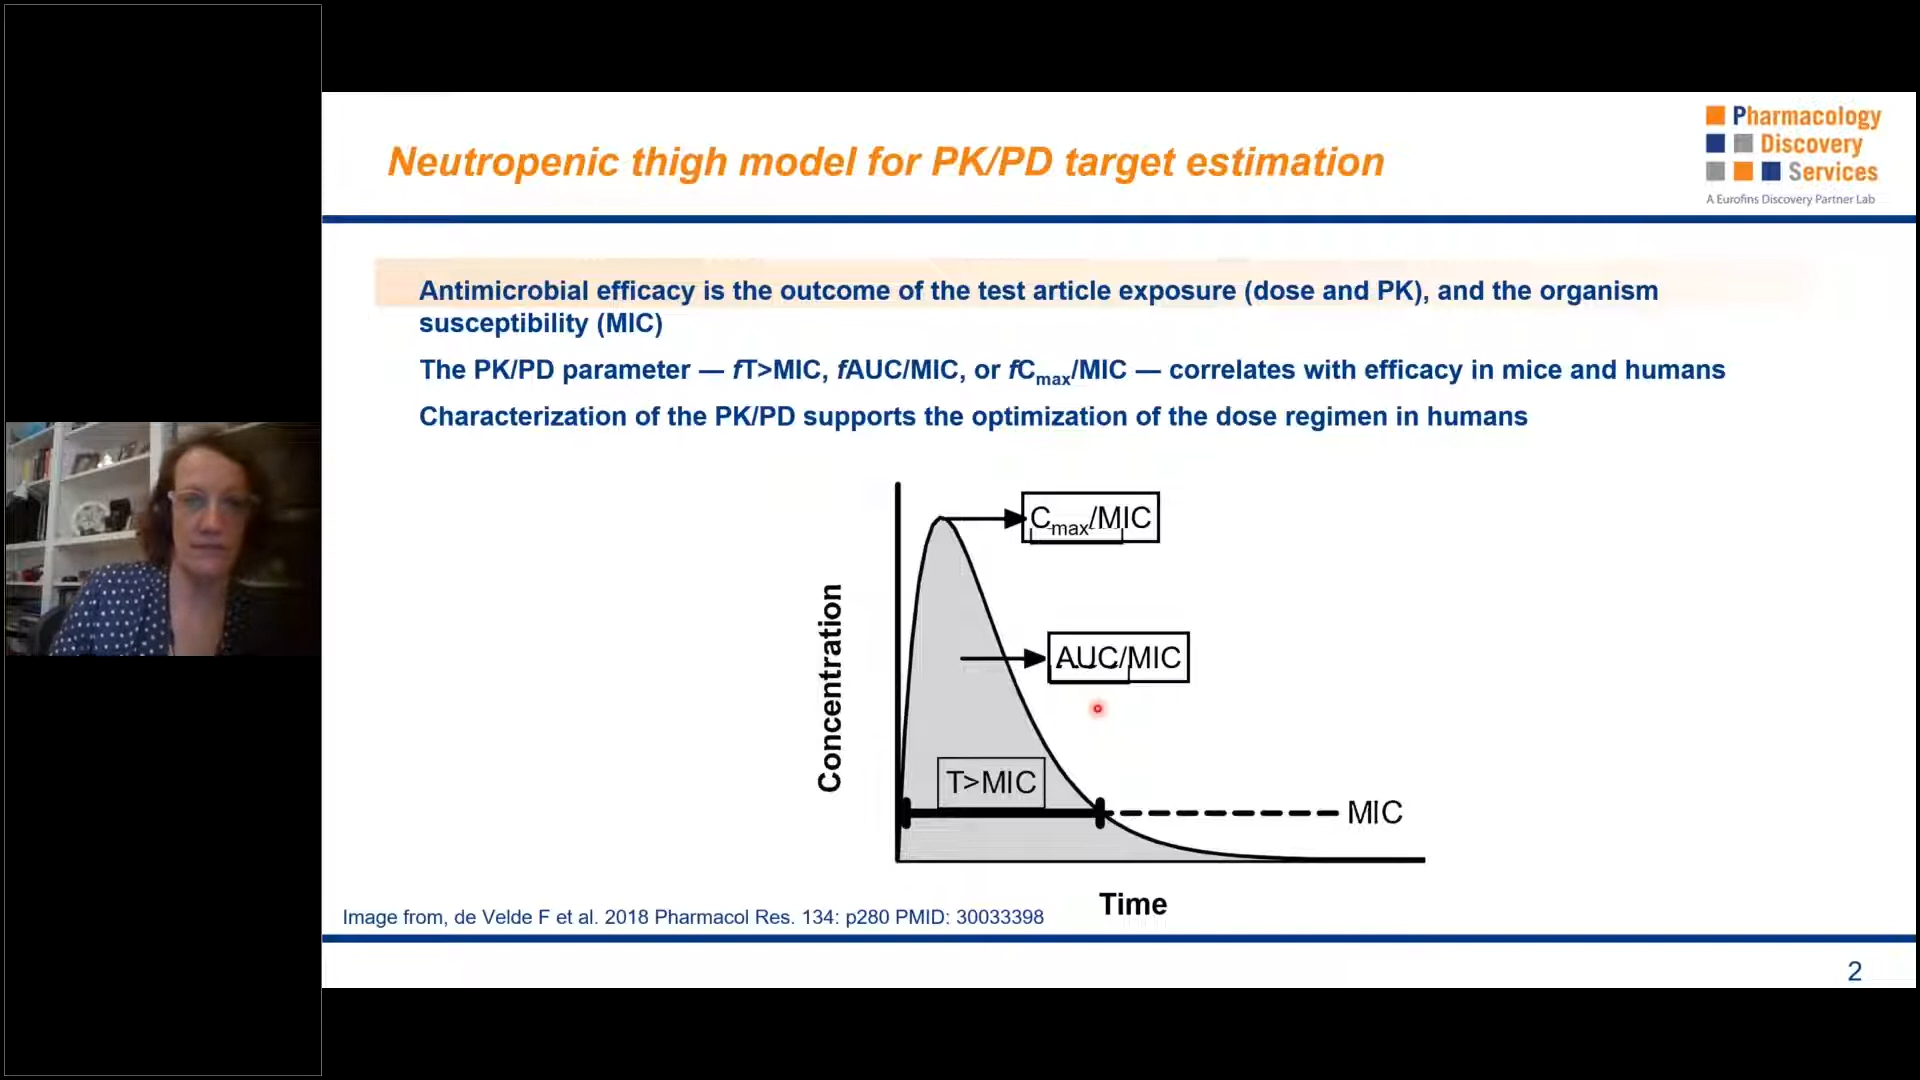 Pharmacology
Discovery
Services
A Eurofins Discovery Partner Lab
Neutropenic thigh model for PK/PD target estimation
Antimicrobial efficacy is the outcome of the test article exposure (dose and PK), and the organism
susceptibility (MIC)
The PK/PD parameter — fT>MIC, fAUC/MIC, or fCmax/MIC — correlates with efficacy in mice and humans
Characterization of the PK/PD supports the optimization of the dose regimen in humans
Cmax/MIC
AUC/MIC
Concentration
T>MIC
MIC
Time
Image from, de Velde F et al. 2018 Pharmacol Res. 134: p280 PMID: 30033398
2